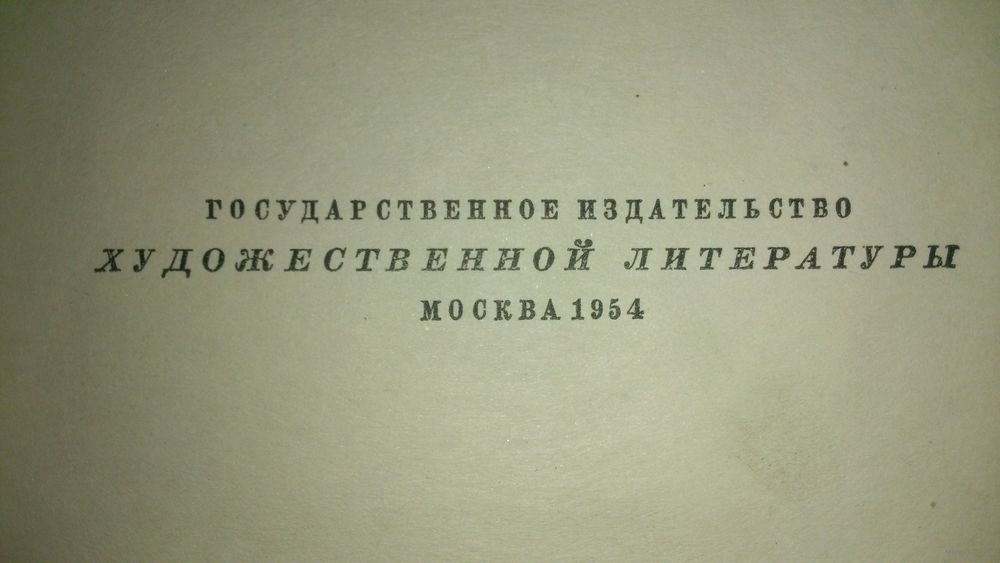 ГОСУДАРСТВЕННОЕ ИЗДАТЕЛЬСТВО
ХУДОЖЕСТВЕННОЙ ЛИТЕРАТУРЫ
МОСКВА 1954